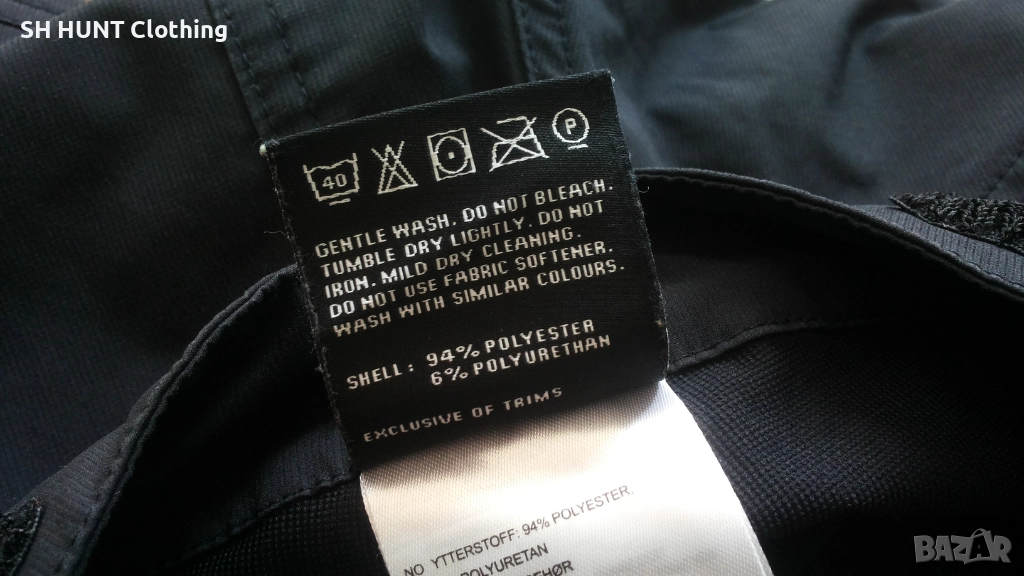 SH HUNT Clothing
40
P
GENTLE WASH. DO NOT BLEACH.
TUMBLE DRY LIGHTLY. DO NOT
IRON. MILD DRY CLEANING.
DO NOT USE FABRIC SOFTENER.
WASH WITH SIMILAR COLOURS.
SHELL: 94% POLYESTER
6% POLYURETHAN
EXCLUSIVE OF TRIMS
NO YTTERSTOFF: 94% POLYESTER,
POLYURETAN
BAZAR